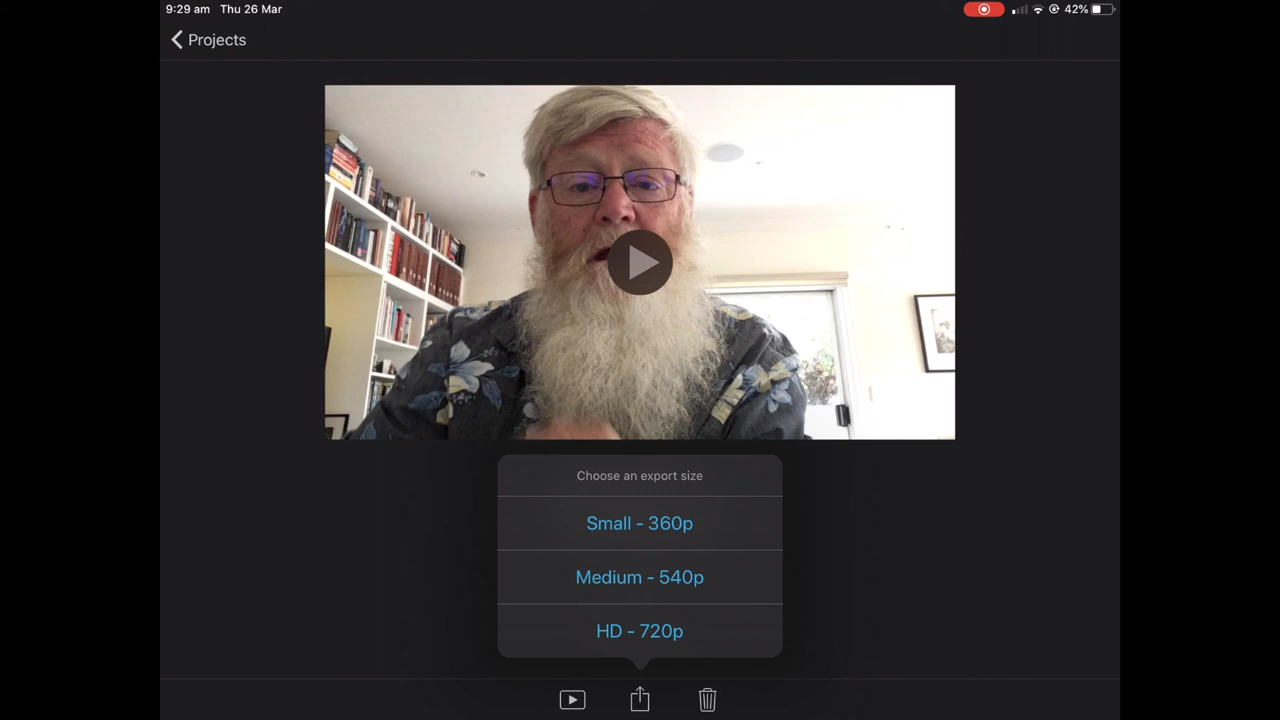 9:29 am Thu 26 Mar
42%
Projects
Choose an export size
Small - 360p
Medium - 540p
HD - 720p